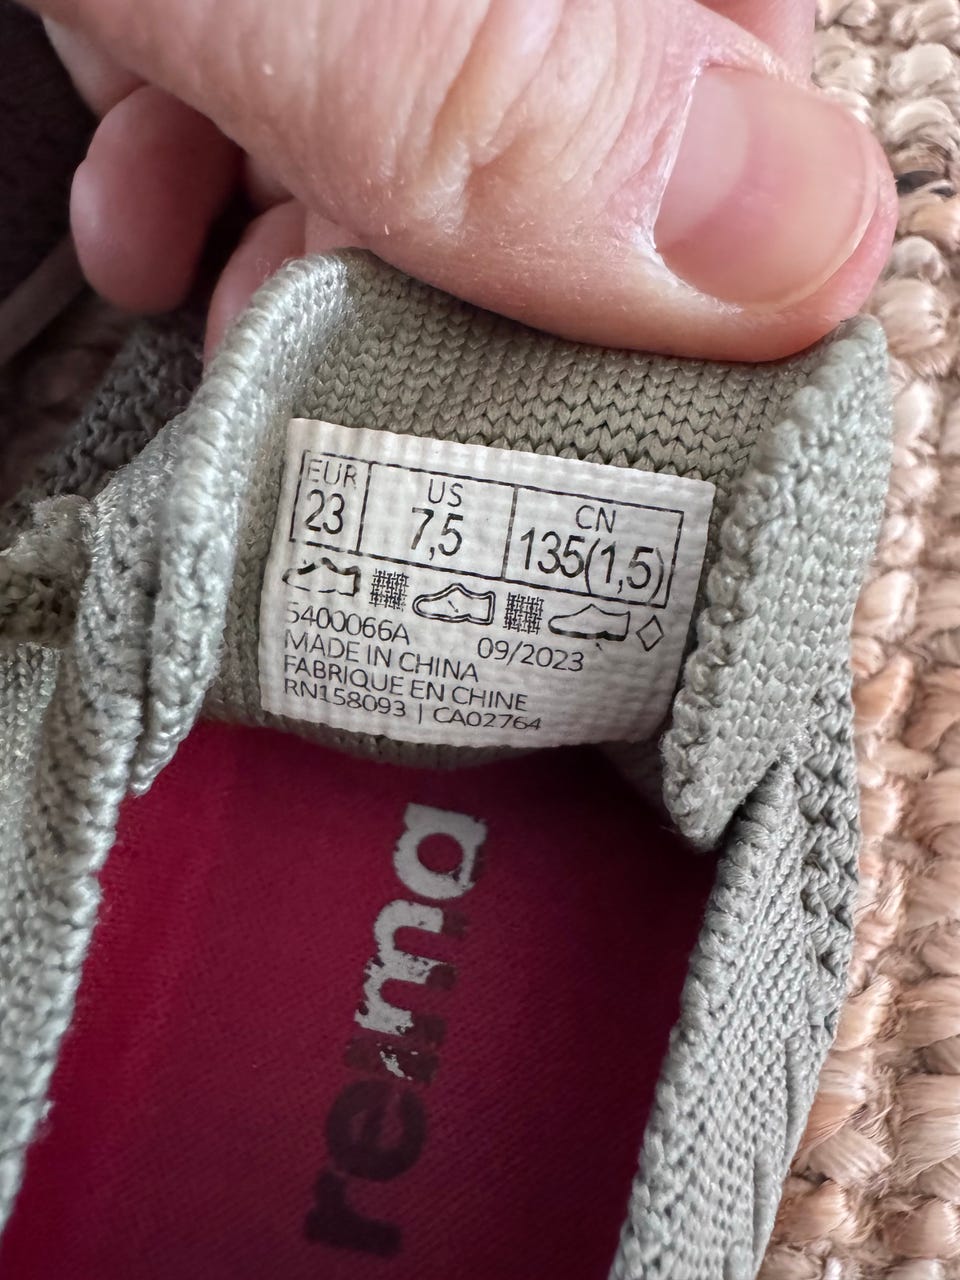 EUR US CN
23 7,5 135(1,5)
5400066A 09/2023
MADE IN CHINA
FABRIQUE EN CHINE
RN158093 | CA02764
reima